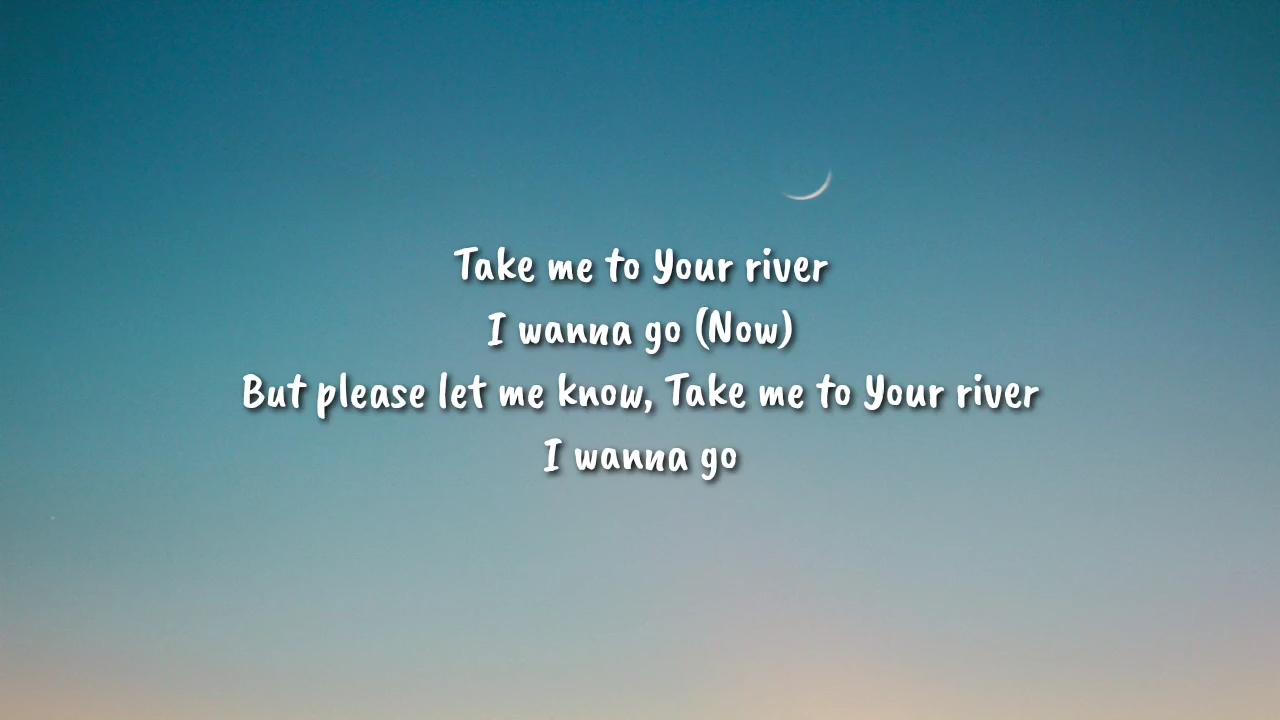 Take me to Your river
I wanna go (Now)
But please let me know, Take me to Your river
I wanna go